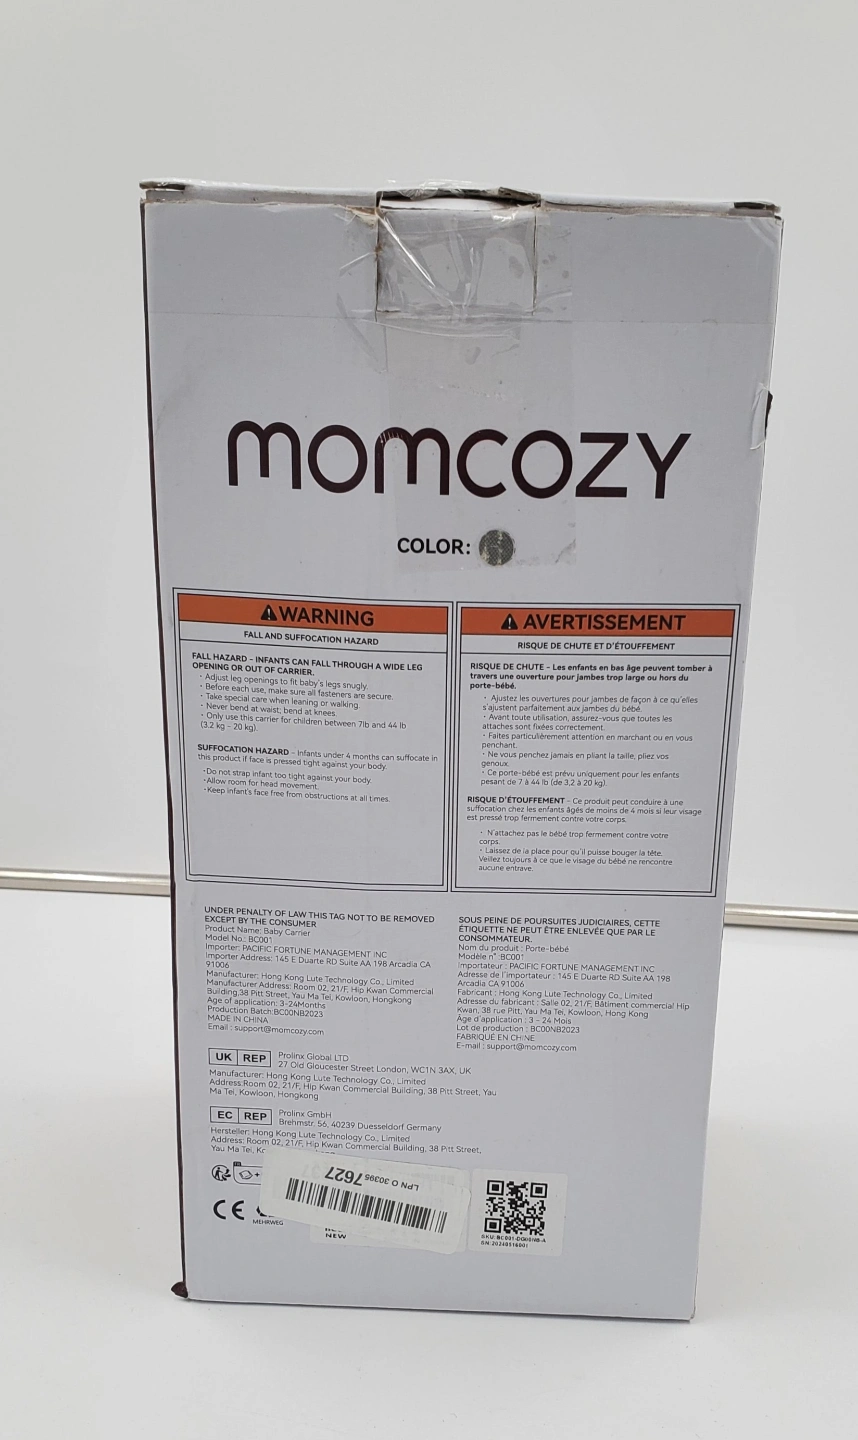 momcozy
COLOR:
WARNING
FALL AND SUFFOCATION HAZARD
FALL HAZARD – INFANTS CAN FALL THROUGH A WIDE LEG
OPENING OR OUT OF CARRIER.
· Adjust leg openings to fit baby's legs snugly.
· Before each use, make sure all fasteners are secure.
· Take special care when leaning or walking.
· Never bend at waist; bend at knees.
· Only use this carrier for children between 7lb and 44 lb
(3.2 kg – 20 kg).
SUFFOCATION HAZARD – Infants under 4 months can suffocate in
this product if face is pressed tight against your body.
·Do not strap infant too tight against your body.
·Allow room for head movement.
·Keep infant's face free from obstructions at all times.
AVERTISSEMENT
RISQUE DE CHUTE ET D'ÉTOUFFEMENT
RISQUE DE CHUTE – Les enfants en bas âge peuvent tomber à
travers une ouverture pour jambes trop large ou hors du
porte-bébé.
· Ajustez les ouvertures pour jambes de façon à ce qu'elles
s'ajustent parfaitement aux jambes du bébé.
· Avant toute utilisation, assurez-vous que toutes les
attaches sont fixées correctement.
· Faites particulièrement attention en marchant ou en vous
penchant.
· Ne vous penchez jamais en pliant la taille, pliez vos
genoux.
· Ce porte-bébé est prévu uniquement pour les enfants
pesant de 7 à 44 lb (de 3,2 à 20 kg).
RISQUE D'ÉTOUFFEMENT – Ce produit peut conduire à une
suffocation chez les enfants âgés de moins de 4 mois si leur visage
est pressé trop fermement contre votre corps.
· N'attachez pas le bébé trop fermement contre votre
corps.
· Laissez de la place pour qu'il puisse bouger la tête.
Veillez toujours à ce que le visage du bébé ne rencontre
aucune entrave.
UNDER PENALTY OF LAW THIS TAG NOT TO BE REMOVED
EXCEPT BY THE CONSUMER
Product Name: Baby Carrier
Model No.: BC001
Importer: PACIFIC FORTUNE MANAGEMENT INC
Importer Address: 145 E Duarte RD Suite AA 198 Arcadia CA
91006
Manufacturer: Hong Kong Lute Technology Co., Limited
Manufacturer Address: Room 02, 21/F, Hip Kwan Commercial
Building,38 Pitt Street, Yau Ma Tei, Kowloon, Hongkong
Age of application: 3-24Months
Production Batch:BC00NB2023
MADE IN CHINA
Email : support@momcozy.com
SOUS PEINE DE POURSUITES JUDICIAIRES, CETTE
ÉTIQUETTE NE PEUT ÊTRE ENLEVÉE QUE PAR LE
CONSOMMATEUR.
Nom du produit : Porte-bébé
Modèle n° :BC001
Importateur : PACIFIC FORTUNE MANAGEMENT INC
Adresse de l'importateur : 145 E Duarte RD Suite AA 198
Arcadia CA 91006
Fabricant : Hong Kong Lute Technology Co., Limited
Adresse du fabricant : Salle 02, 21/F, Bâtiment commercial Hip
Kwan, 38 rue Pitt, Yau Ma Tei, Kowloon, Hong Kong
Âge d'application : 3 – 24 Mois
Lot de production : BC00NB2023
FABRIQUÉ EN CHINE
E-mail : support@momcozy.com
UK REP
Prolinx Global LTD
27 Old Gloucester Street London, WC1N 3AX, UK
Manufacturer: Hong Kong Lute Technology Co., Limited
Address:Room 02, 21/F, Hip Kwan Commercial Building, 38 Pitt Street, Yau
Ma Tei, Kowloon, Hongkong
EC REP
Prolinx GmbH
Brehmstr. 56, 40239 Duesseldorf Germany
Hersteller: Hong Kong Lute Technology Co., Limited
Address: Room 02, 21/F, Hip Kwan Commercial Building, 38 Pitt Street,
Yau Ma Tei,
LPN O 303957627
CE
MEHRWEG
NEW
SKU: BC001-DG00NB-A
SN: 20240516001